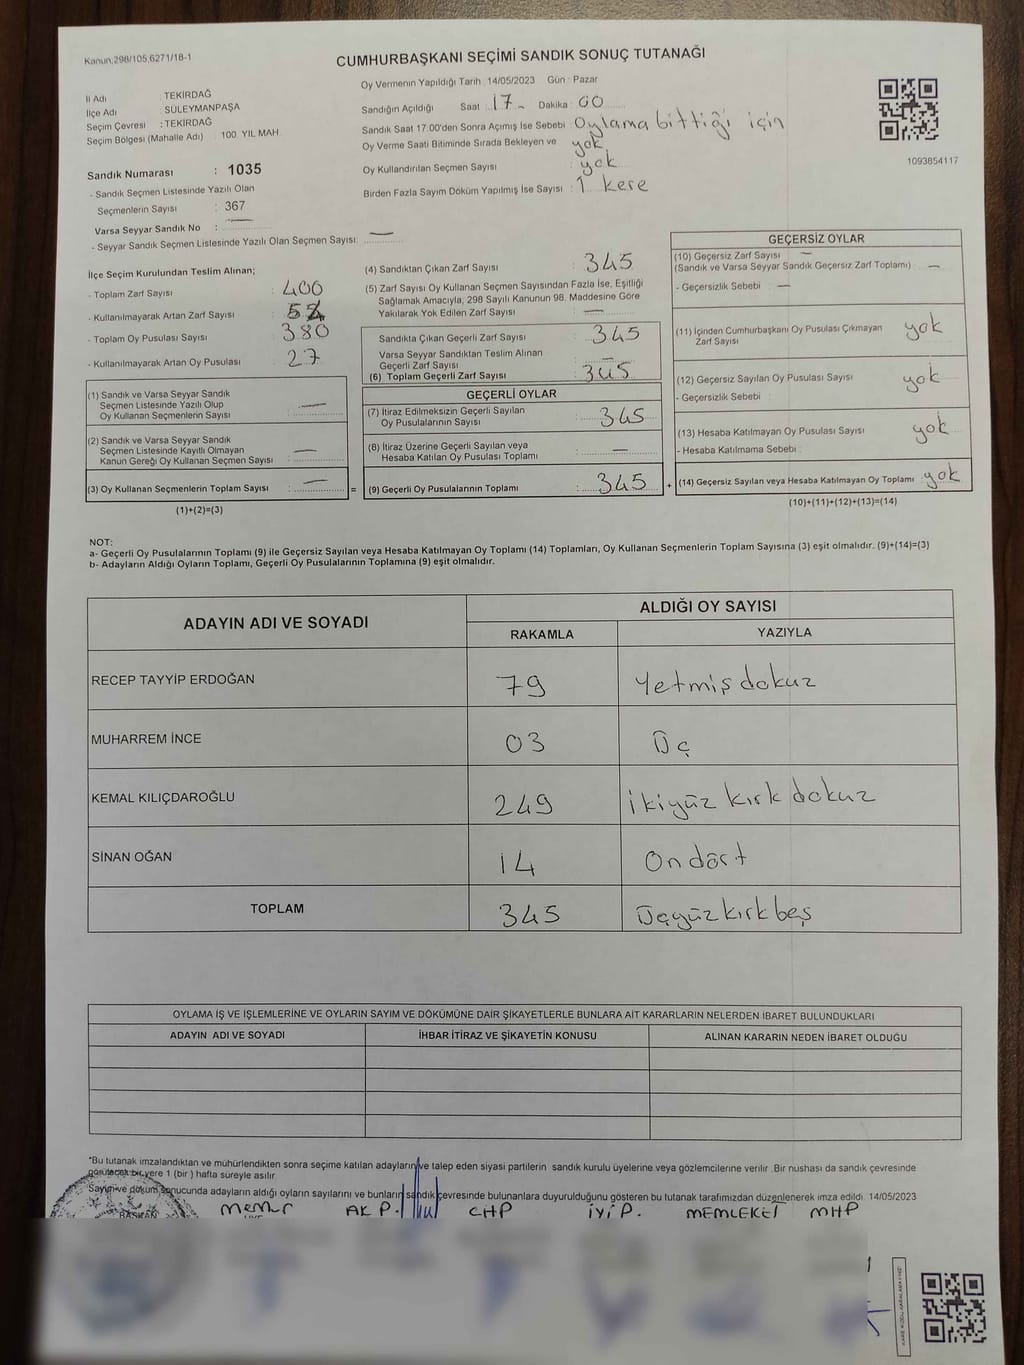 Kanun.298/105,6271/18-1
CUMHURBAŞKANI SEÇİMİ SANDIK SONUÇ TUTANAĞI
İl Adı : TEKİRDAĞ
İlçe Adı : SÜLEYMANPAŞA
Seçim Çevresi : TEKİRDAĞ
Seçim Bölgesi (Mahalle Adı) : 100. YIL MAH.
Sandık Numarası : 1035
- Sandık Seçmen Listesinde Yazılı Olan
Seçmenlerin Sayısı : 367
Varsa Seyyar Sandık No : —
- Seyyar Sandık Seçmen Listesinde Yazılı Olan Seçmen Sayısı: —
Oy Vermenin Yapıldığı Tarih : 14/05/2023 Gün : Pazar
Sandığın Açıldığı Saat : 17 - Dakika : 00
Sandık Saat 17.00'den Sonra Açımış İse Sebebi : Oylama bittiği için
Oy Verme Saati Bitiminde Sırada Bekleyen ve : yok
Oy Kullandırılan Seçmen Sayısı : yok
Birden Fazla Sayım Döküm Yapılmış İse Sayısı : 1 kere
1093854117
İlçe Seçim Kurulundan Teslim Alınan;
- Toplam Zarf Sayısı : 400
- Kullanılmayarak Artan Zarf Sayısı :
- Toplam Oy Pusulası Sayısı : 380
- Kullanılmayarak Artan Oy Pusulası : 27
(1) Sandık ve Varsa Seyyar Sandık
Seçmen Listesinde Yazılı Olup
Oy Kullanan Seçmenlerin Sayısı : —
(2) Sandık ve Varsa Seyyar Sandık
Seçmen Listesinde Kayıtlı Olmayan
Kanun Gereği Oy Kullanan Seçmen Sayısı : —
(3) Oy Kullanan Seçmenlerin Toplam Sayısı : — =
(1)+(2)=(3)
(4) Sandıktan Çıkan Zarf Sayısı : 345
(5) Zarf Sayısı Oy Kullanan Seçmen Sayısından Fazla İse, Eşitliği
Sağlamak Amacıyla, 298 Sayılı Kanunun 98. Maddesine Göre
Yakılarak Yok Edilen Zarf Sayısı : —
Sandıkta Çıkan Geçerli Zarf Sayısı : 345
Varsa Seyyar Sandıktan Teslim Alınan
Geçerli Zarf Sayısı : —
(6) Toplam Geçerli Zarf Sayısı : 345
GEÇERLİ OYLAR
(7) İtiraz Edilmeksizin Geçerli Sayılan
Oy Pusulalarının Sayısı : 345
(8) İtiraz Üzerine Geçerli Sayılan veya
Hesaba Katılan Oy Pusulası Toplamı : —
(9) Geçerli Oy Pusulalarının Toplamı : 345 +
GEÇERSİZ OYLAR
(10) Geçersiz Zarf Sayısı —
(Sandık ve Varsa Seyyar Sandık Geçersiz Zarf Toplamı) : —
- Geçersizlik Sebebi : —
(11) İçinden Cumhurbaşkanı Oy Pusulası Çıkmayan : yok
Zarf Sayısı
(12) Geçersiz Sayılan Oy Pusulası Sayısı : yok
- Geçersizlik Sebebi :
(13) Hesaba Katılmayan Oy Pusulası Sayısı : yok
- Hesaba Katılmama Sebebi :
(14) Geçersiz Sayılan veya Hesaba Katılmayan Oy Toplamı : yok
(10)+(11)+(12)+(13)=(14)
NOT:
a- Geçerli Oy Pusulalarının Toplamı (9) ile Geçersiz Sayılan veya Hesaba Katılmayan Oy Toplamı (14) Toplamları, Oy Kullanan Seçmenlerin Toplam Sayısına (3) eşit olmalıdır. (9)+(14)=(3)
b- Adayların Aldığı Oyların Toplamı, Geçerli Oy Pusulalarının Toplamına (9) eşit olmalıdır.
ADAYIN ADI VE SOYADI
ALDIĞI OY SAYISI
RAKAMLA YAZIYLA
RECEP TAYYİP ERDOĞAN 79 Yetmiş dokuz
MUHARREM İNCE 03 Üç
KEMAL KILIÇDAROĞLU 249 ikiyüz kırk dokuz
SİNAN OĞAN 14 On dört
TOPLAM 345 Üçyüz kırk beş
OYLAMA İŞ VE İŞLEMLERİNE VE OYLARIN SAYIM VE DÖKÜMÜNE DAİR ŞİKAYETLERLE BUNLARA AİT KARARLARIN NELERDEN İBARET BULUNDUKLARI
ADAYIN ADI VE SOYADI İHBAR İTİRAZ VE ŞİKAYETİN KONUSU ALINAN KARARIN NEDEN İBARET OLDUĞU
*Bu tutanak imzalandıktan ve mühürlendikten sonra seçime katılan adayların ve talep eden siyasi partilerin sandık kurulu üyelerine veya gözlemcilerine verilir .Bir nushası da sandık çevresinde
görülecek bir yere 1 (bir ) hafta süreyle asılır.
Sayım ve döküm sonucunda adayların aldığı oyların sayılarını ve bunların sandık çevresinde bulunanlara duyurulduğunu gösteren bu tutanak tarafımızdan düzenlenerek imza edildi. 14/05/2023
BAŞKAN memur AK P. CHP İYİ P. MEMLEKET MHP